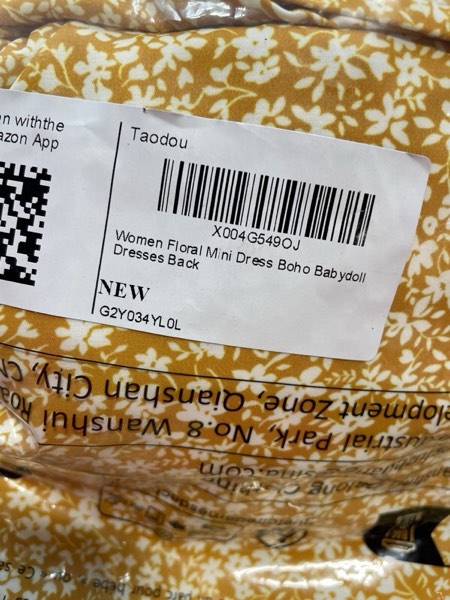 n withthe
azon App
Taodou
X004G549OJ
Women Floral Mini Dress Boho Babydoll
Dresses Back
NEW
G2Y034YL0L
elopment Zone, Qianshan City,
dustrial Park, No.8 Wanshui Roa